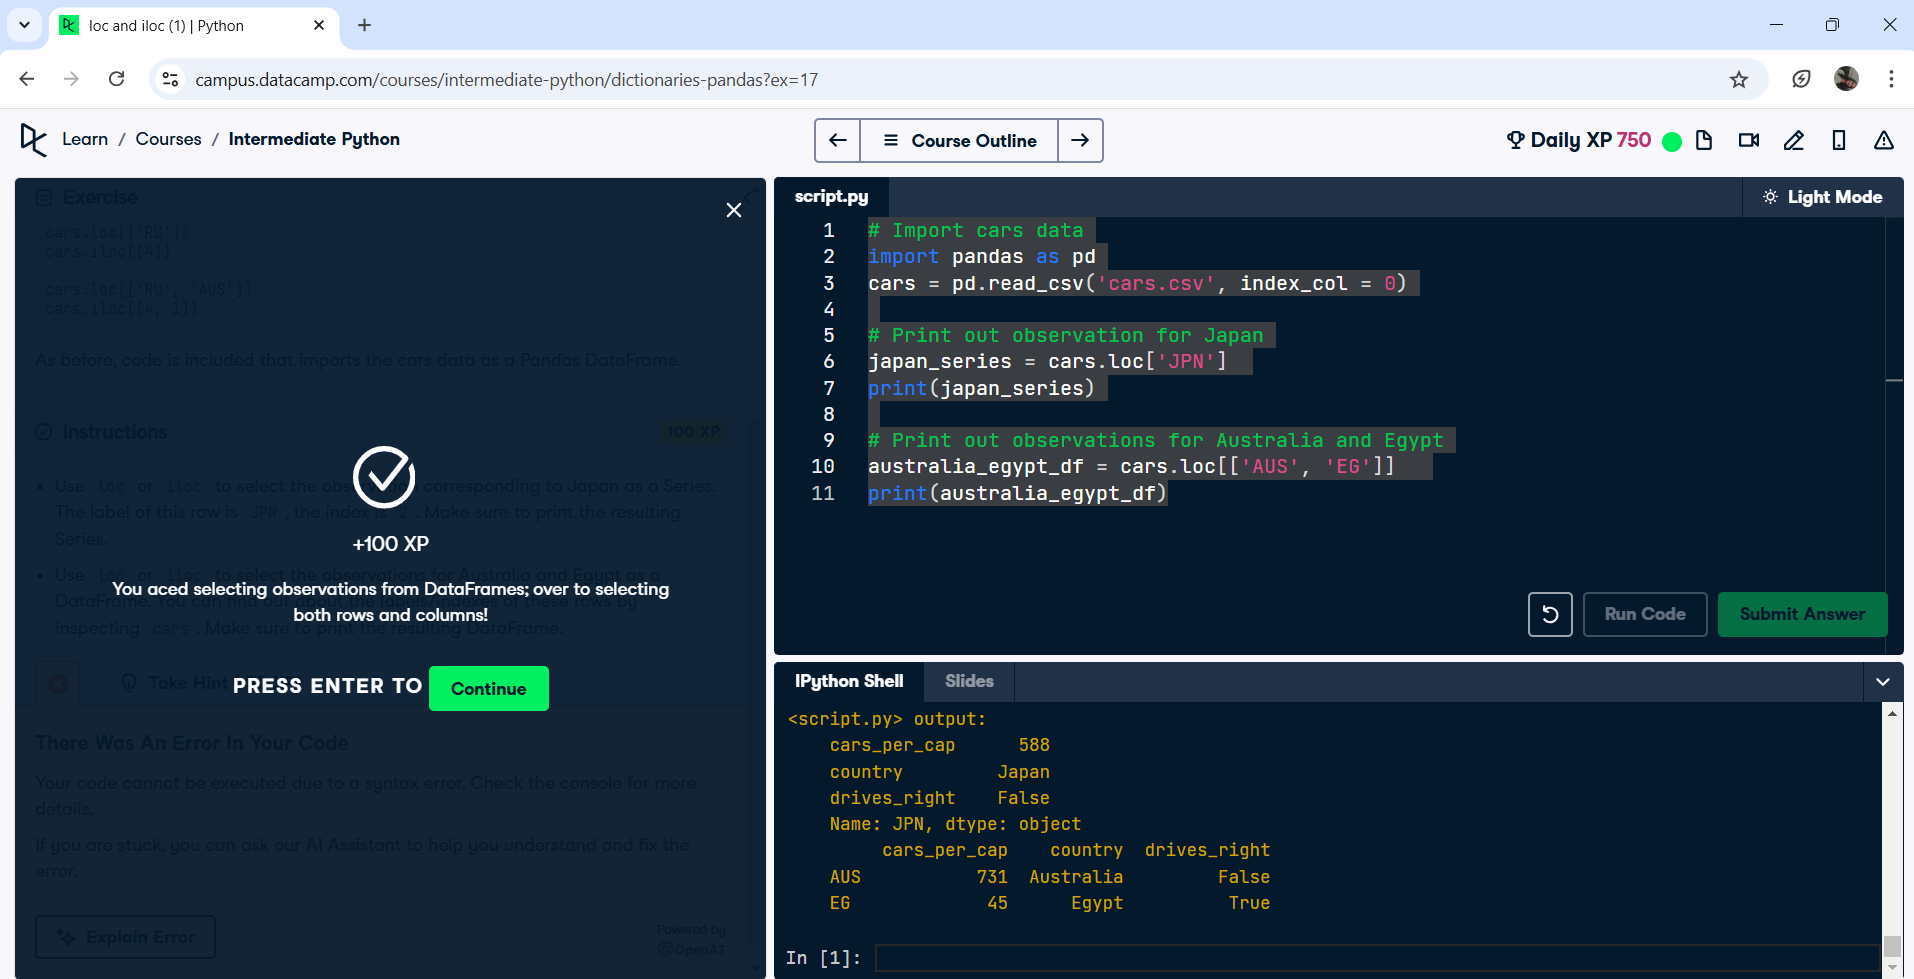 loc and iloc (1) | Python
campus.datacamp.com/courses/intermediate-python/dictionaries-pandas?ex=17
Learn / Courses / Intermediate Python
Course Outline
Daily XP 750
Exercise
cars.loc[['RU']]
cars.iloc[[4]]
cars.loc[['RU', 'AUS']]
cars.iloc[[4, 1]]
As before, code is included that imports the cars data as a Pandas DataFrame.
Instructions
100 XP
Use loc or iloc to select the observation corresponding to Japan as a Series.
The label of this row is JPN, the index is 2. Make sure to print the resulting
Series.
Use loc or iloc to select the observations for Australia and Egypt as a
DataFrame. You can find out about the labels/indexes of these rows by
inspecting cars. Make sure to print the resulting DataFrame.
+100 XP
You aced selecting observations from DataFrames; over to selecting
both rows and columns!
Take Hint
PRESS ENTER TO Continue
There Was An Error In Your Code
Your code cannot be executed due to a syntax error. Check the console for more
details.
If you are stuck, you can ask our AI Assistant to help you understand and fix the
error.
Explain Error
Powered by
OpenAI
script.py
Light Mode
1 # Import cars data
2 import pandas as pd
3 cars = pd.read_csv('cars.csv', index_col = 0)
4
5 # Print out observation for Japan
6 japan_series = cars.loc['JPN']
7 print(japan_series)
8
9 # Print out observations for Australia and Egypt
10 australia_egypt_df = cars.loc[['AUS', 'EG']]
11 print(australia_egypt_df)
Run Code
Submit Answer
IPython Shell
Slides
<script.py> output:
cars_per_cap 588
country Japan
drives_right False
Name: JPN, dtype: object
cars_per_cap country drives_right
AUS 731 Australia False
EG 45 Egypt True
In [1]: